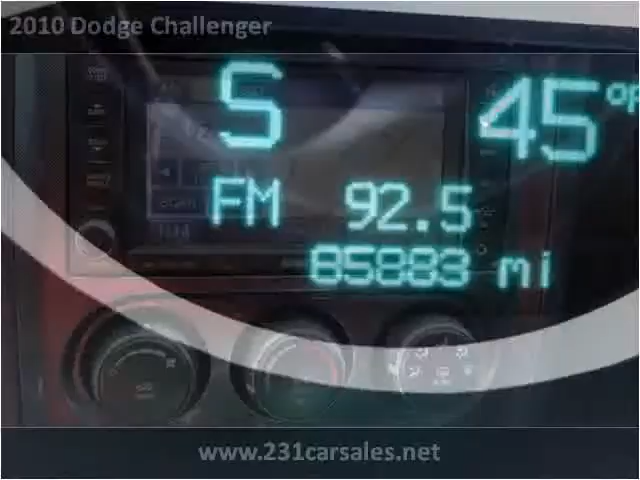 2010 Dodge Challenger
S 45°F
FM 92.5
85883 mi
www.231carsales.net